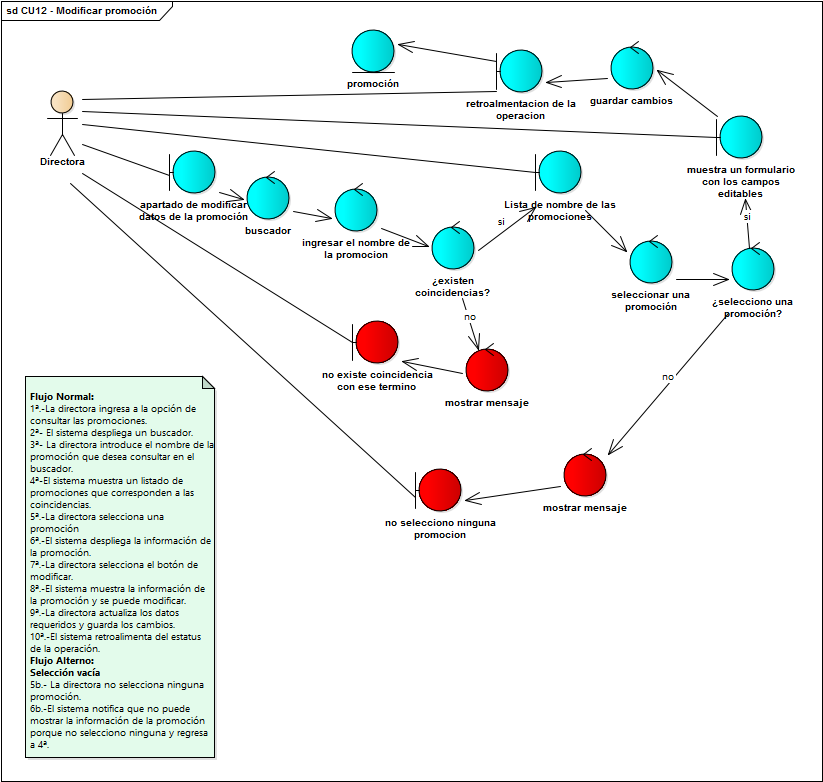 sd CU12 - Modificar promoción
promoción
retroalmentacion de la
operacion
guardar cambios
Directora
muestra un formulario
con los campos
editables
apartado de modificar
datos de la promoción
buscador
ingresar el nombre de
la promocion
Lista de nombre de las
promociones
si
si
¿existen
coincidencias?
seleccionar una
promoción
¿selecciono una
promoción?
no
no existe coincidencia
con ese termino
mostrar mensaje
no
no selecciono ninguna
promocion
mostrar mensaje
Flujo Normal:
1ª.-La directora ingresa a la opción de
consultar las promociones.
2ª- El sistema despliega un buscador.
3ª- La directora introduce el nombre de la
promoción que desea consultar en el
buscador.
4ª-El sistema muestra un listado de
promociones que corresponden a las
coincidencias.
5ª.-La directora selecciona una
promoción
6ª.-El sistema despliega la información de
la promoción.
7ª.-La directora selecciona el botón de
modificar.
8ª.-El sistema muestra la información de
la promoción y se puede modificar.
9ª.-La directora actualiza los datos
requeridos y guarda los cambios.
10ª.-El sistema retroalimenta del estatus
de la operación.
Flujo Alterno:
Selección vacía
5b.- La directora no selecciona ninguna
promoción.
6b.-El sistema notifica que no puede
mostrar la información de la promoción
porque no selecciono ninguna y regresa
a 4ª.